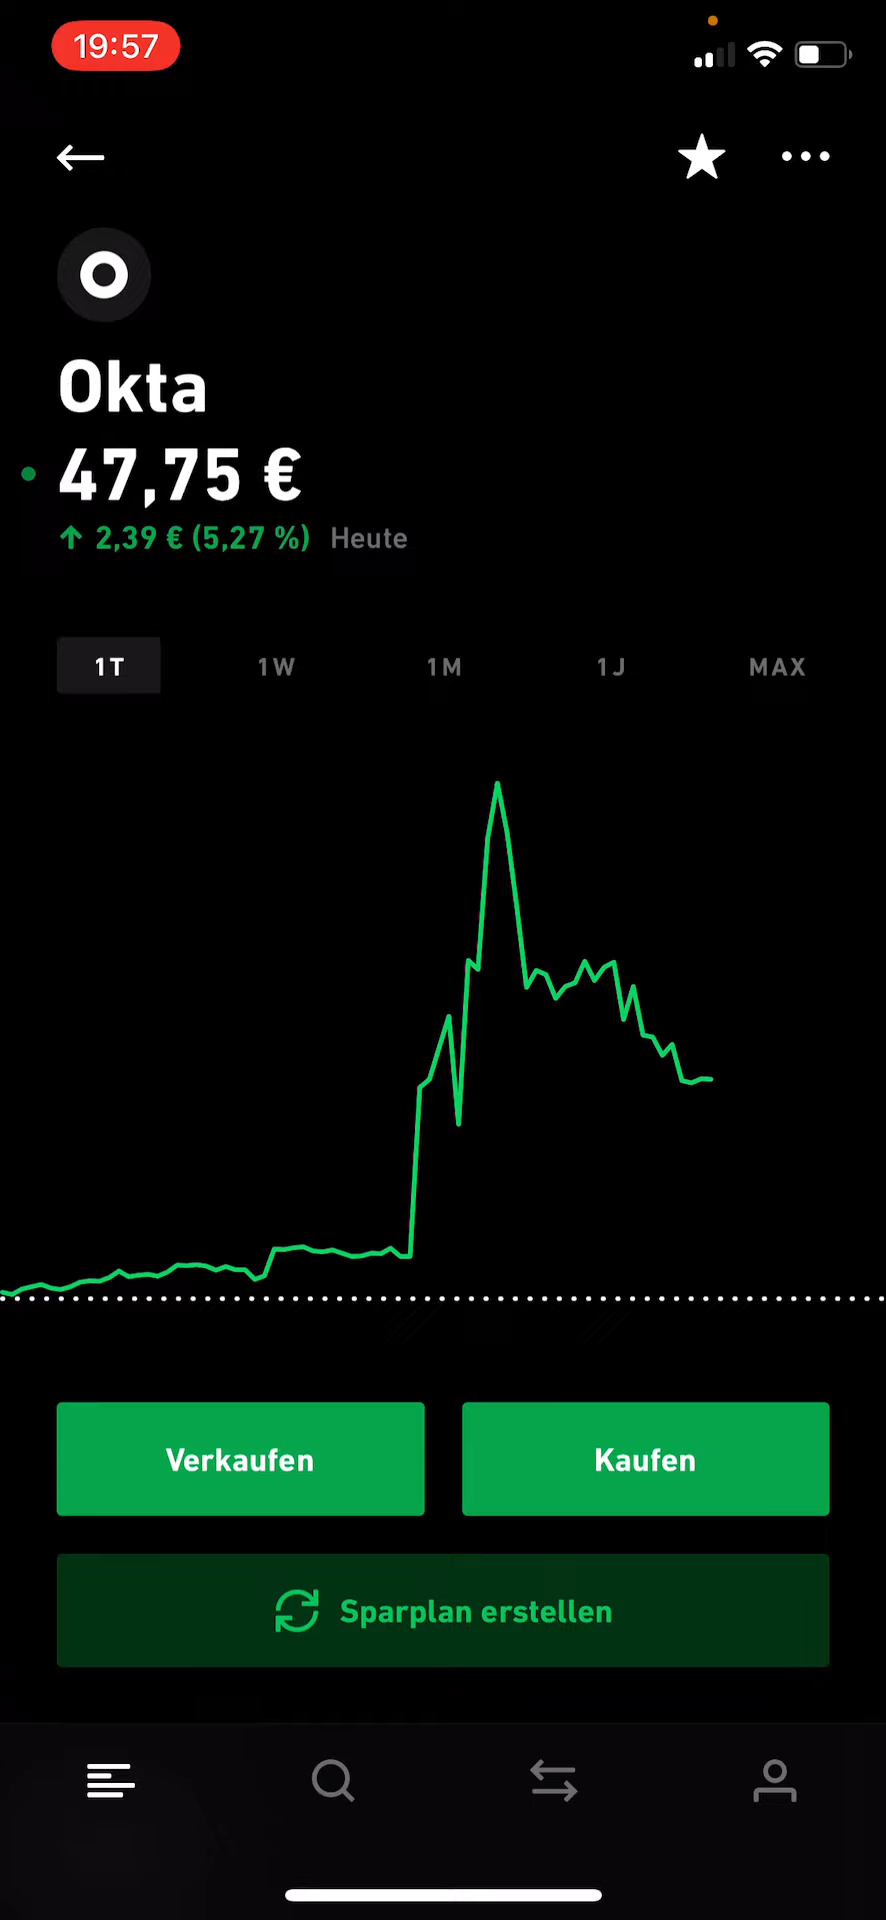 19:57
Okta
47,75 €
↑ 2,39 € (5,27 %) Heute
1T 1W 1M 1J MAX
Verkaufen Kaufen
Sparplan erstellen